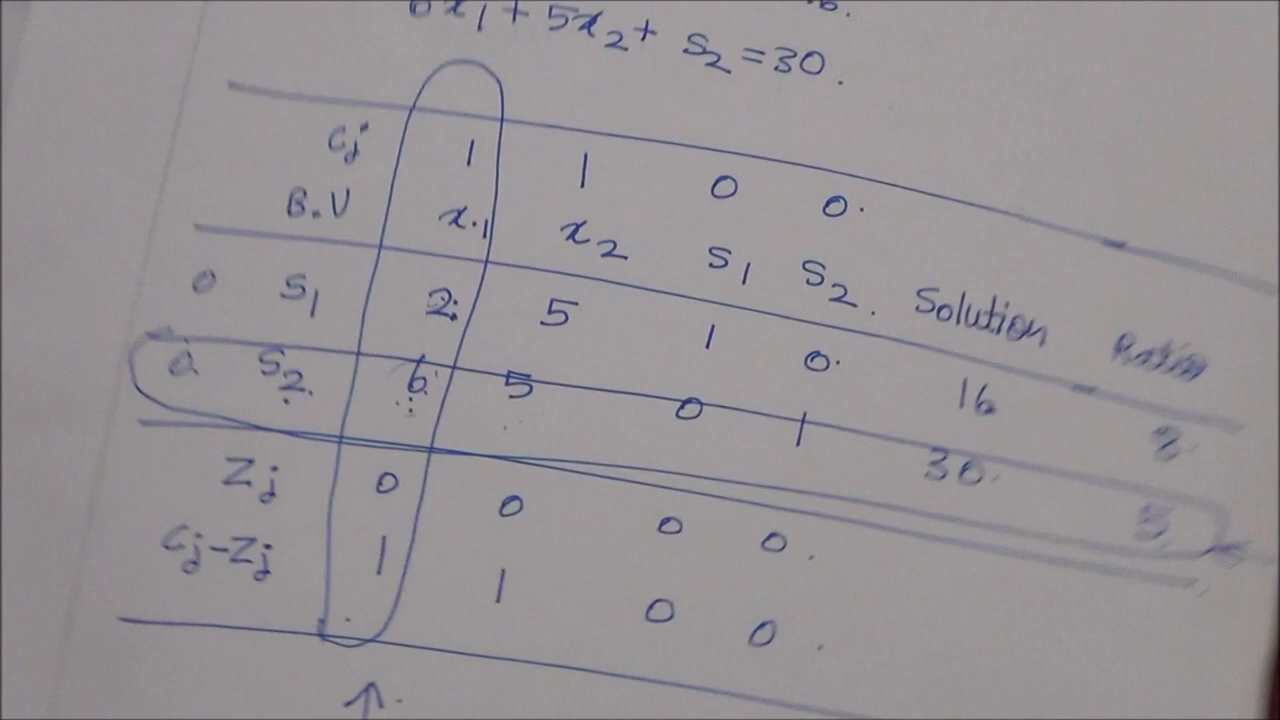 6x₁ + 5x₂ + S₂ = 30.
Cj 1 1 0 0.
B.V x₁ x₂ S₁ S₂. Solution Ratio
0 S₁ 2 5 1 0. 16 8
0 S₂ 6 5 0 1 30. 5
Zj 0 0 0 0.
Cj-Zj 1 1 0 0.
↑